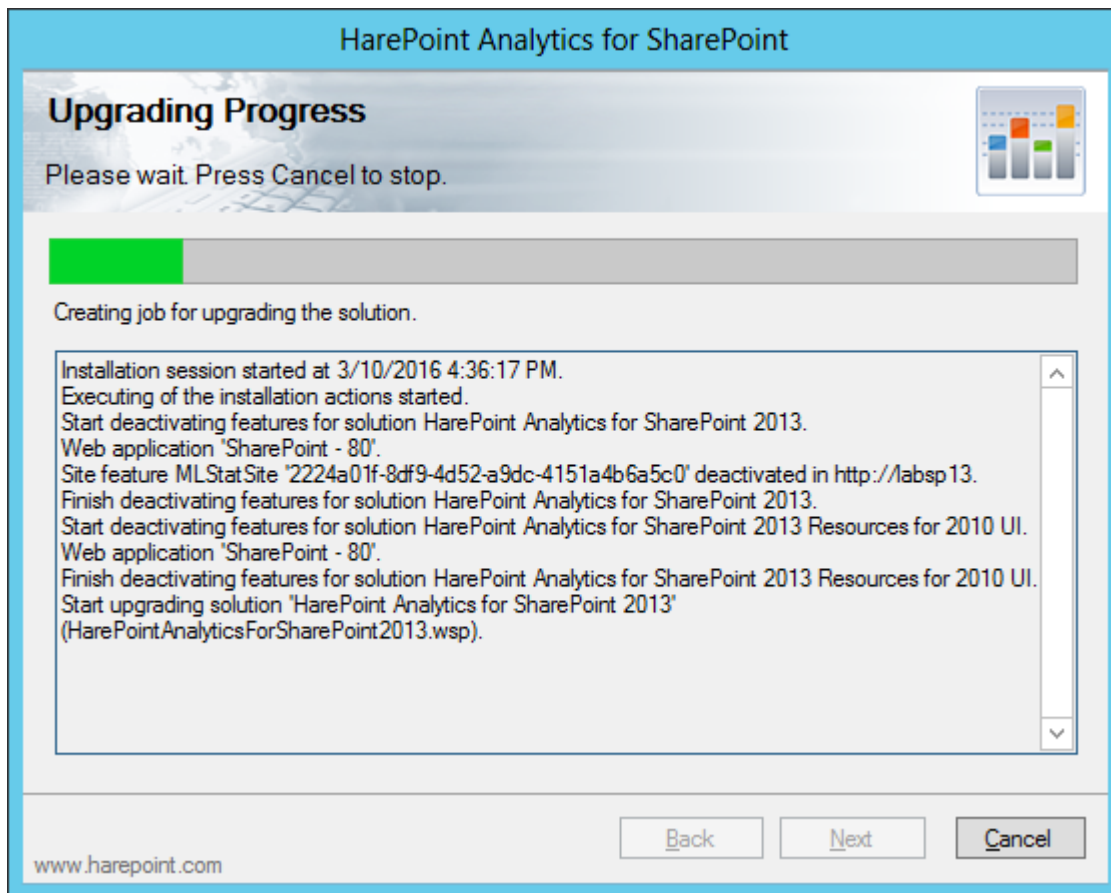 HarePoint Analytics for SharePoint
Upgrading Progress
Please wait. Press Cancel to stop.
Creating job for upgrading the solution.
Installation session started at 3/10/2016 4:36:17 PM.
Executing of the installation actions started.
Start deactivating features for solution HarePoint Analytics for SharePoint 2013.
Web application 'SharePoint - 80'.
Site feature MLStatSite '2224a01f-8df9-4d52-a9dc-4151a4b6a5c0' deactivated in http://labsp13.
Finish deactivating features for solution HarePoint Analytics for SharePoint 2013.
Start deactivating features for solution HarePoint Analytics for SharePoint 2013 Resources for 2010 UI.
Web application 'SharePoint - 80'.
Finish deactivating features for solution HarePoint Analytics for SharePoint 2013 Resources for 2010 UI.
Start upgrading solution 'HarePoint Analytics for SharePoint 2013'
(HarePointAnalyticsForSharePoint2013.wsp).
Back
Next
Cancel
www.harepoint.com